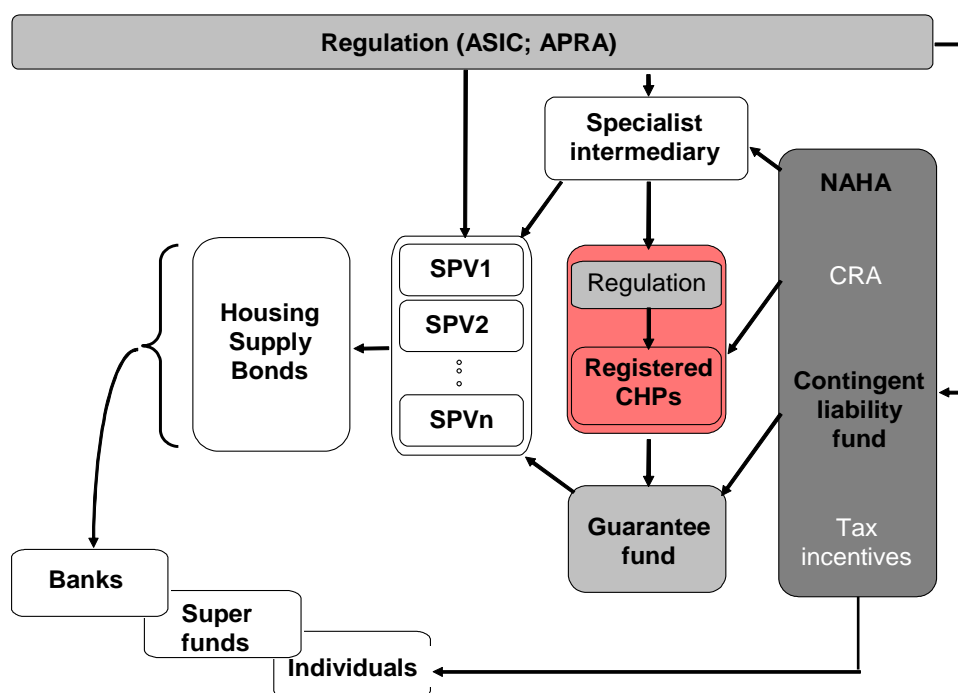 Regulation (ASIC; APRA)
Specialist
intermediary
NAHA
SPV1
Regulation
CRA
Housing
Supply
Bonds
SPV2
Registered
CHPs
Contingent
liability
fund
SPVn
Guarantee
fund
Tax
incentives
Banks
Super
funds
Individuals